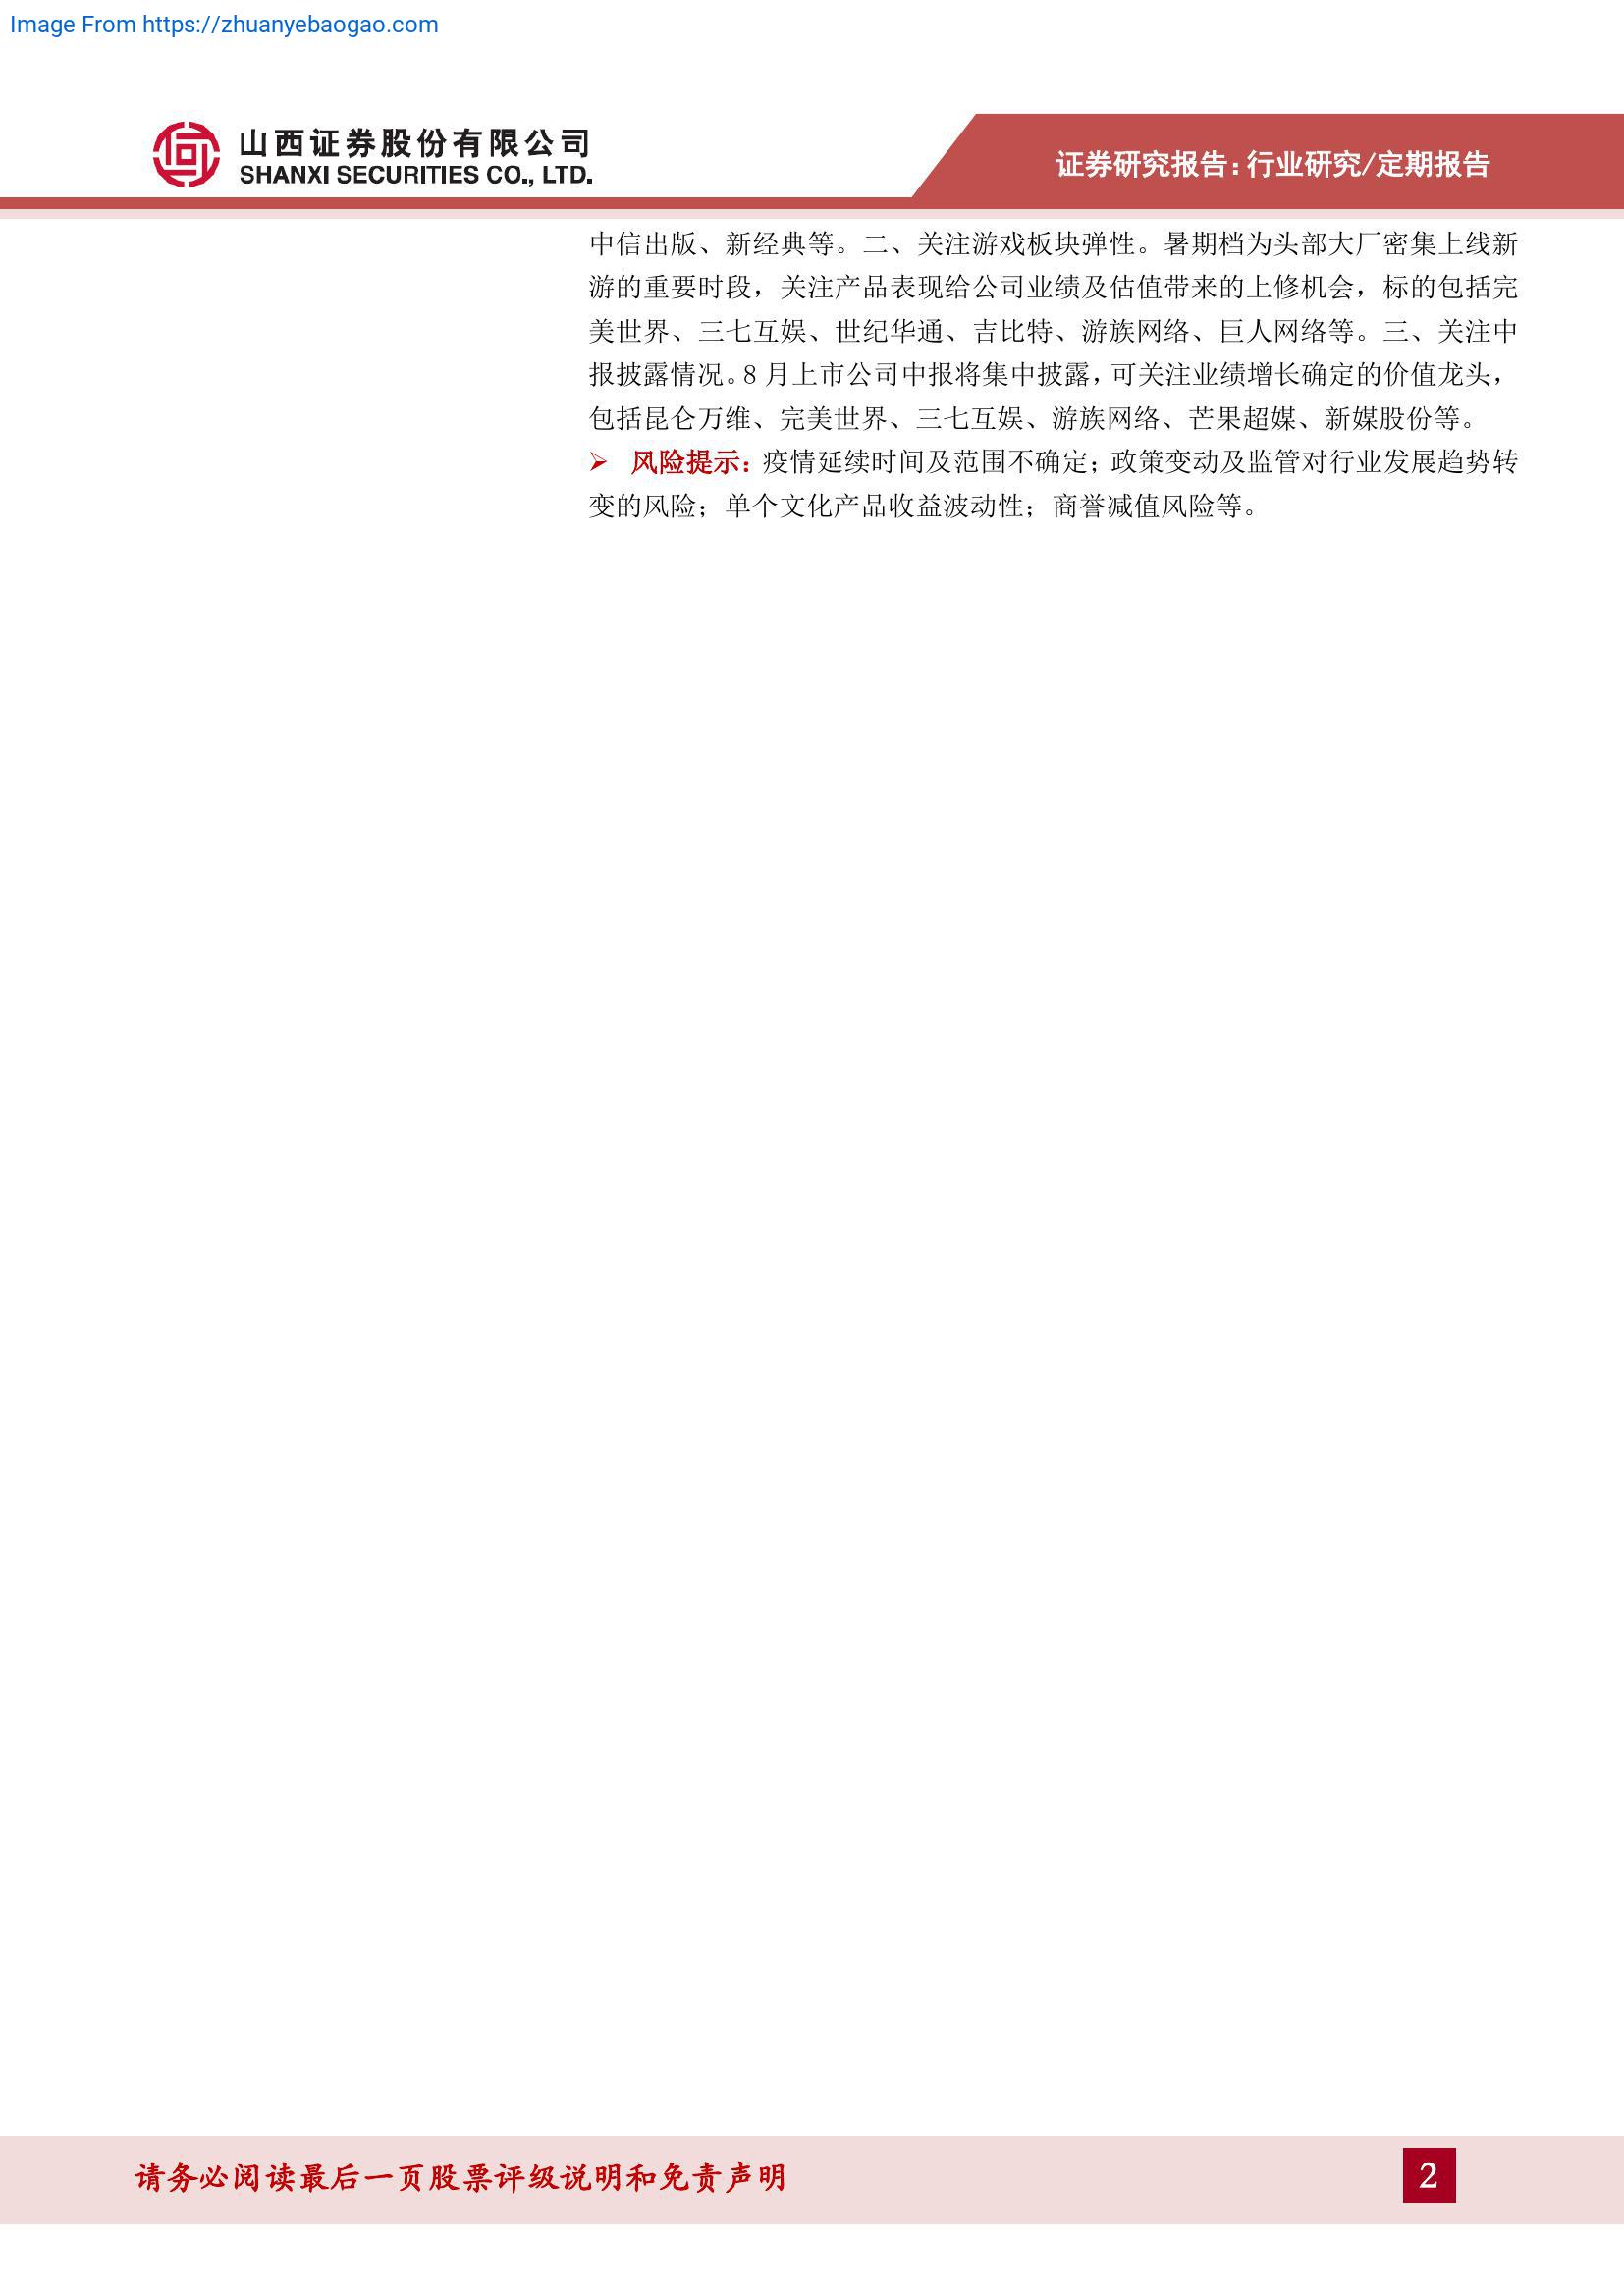 Image From https://zhuanyebaogao.com
山西证券股份有限公司
SHANXI SECURITIES CO., LTD.
证券研究报告：行业研究/定期报告
中信出版、新经典等。二、关注游戏板块弹性。暑期档为头部大厂密集上线新
游的重要时段，关注产品表现给公司业绩及估值带来的上修机会，标的包括完
美世界、三七互娱、世纪华通、吉比特、游族网络、巨人网络等。三、关注中
报披露情况。8 月上市公司中报将集中披露，可关注业绩增长确定的价值龙头，
包括昆仑万维、完美世界、三七互娱、游族网络、芒果超媒、新媒股份等。
➢ 风险提示：疫情延续时间及范围不确定；政策变动及监管对行业发展趋势转
变的风险；单个文化产品收益波动性；商誉减值风险等。
请务必阅读最后一页股票评级说明和免责声明
2